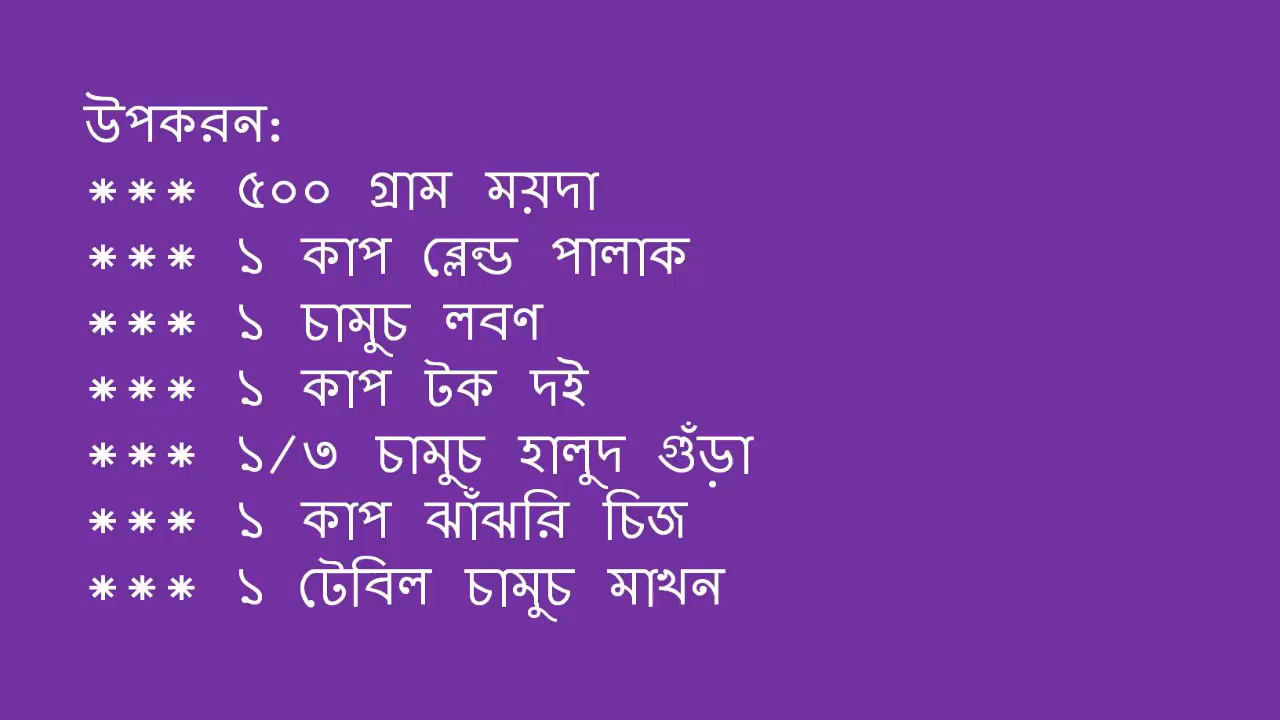 উপকরন:
*** ৫০০ গ্রাম ময়দা
*** ১ কাপ ব্লেন্ড পালাক
*** ১ চামুচ লবণ
*** ১ কাপ টক দই
*** ১/৩ চামুচ হালুদ গুঁড়া
*** ১ কাপ ঝাঁঝরি চিজ
*** ১ টেবিল চামুচ মাখন